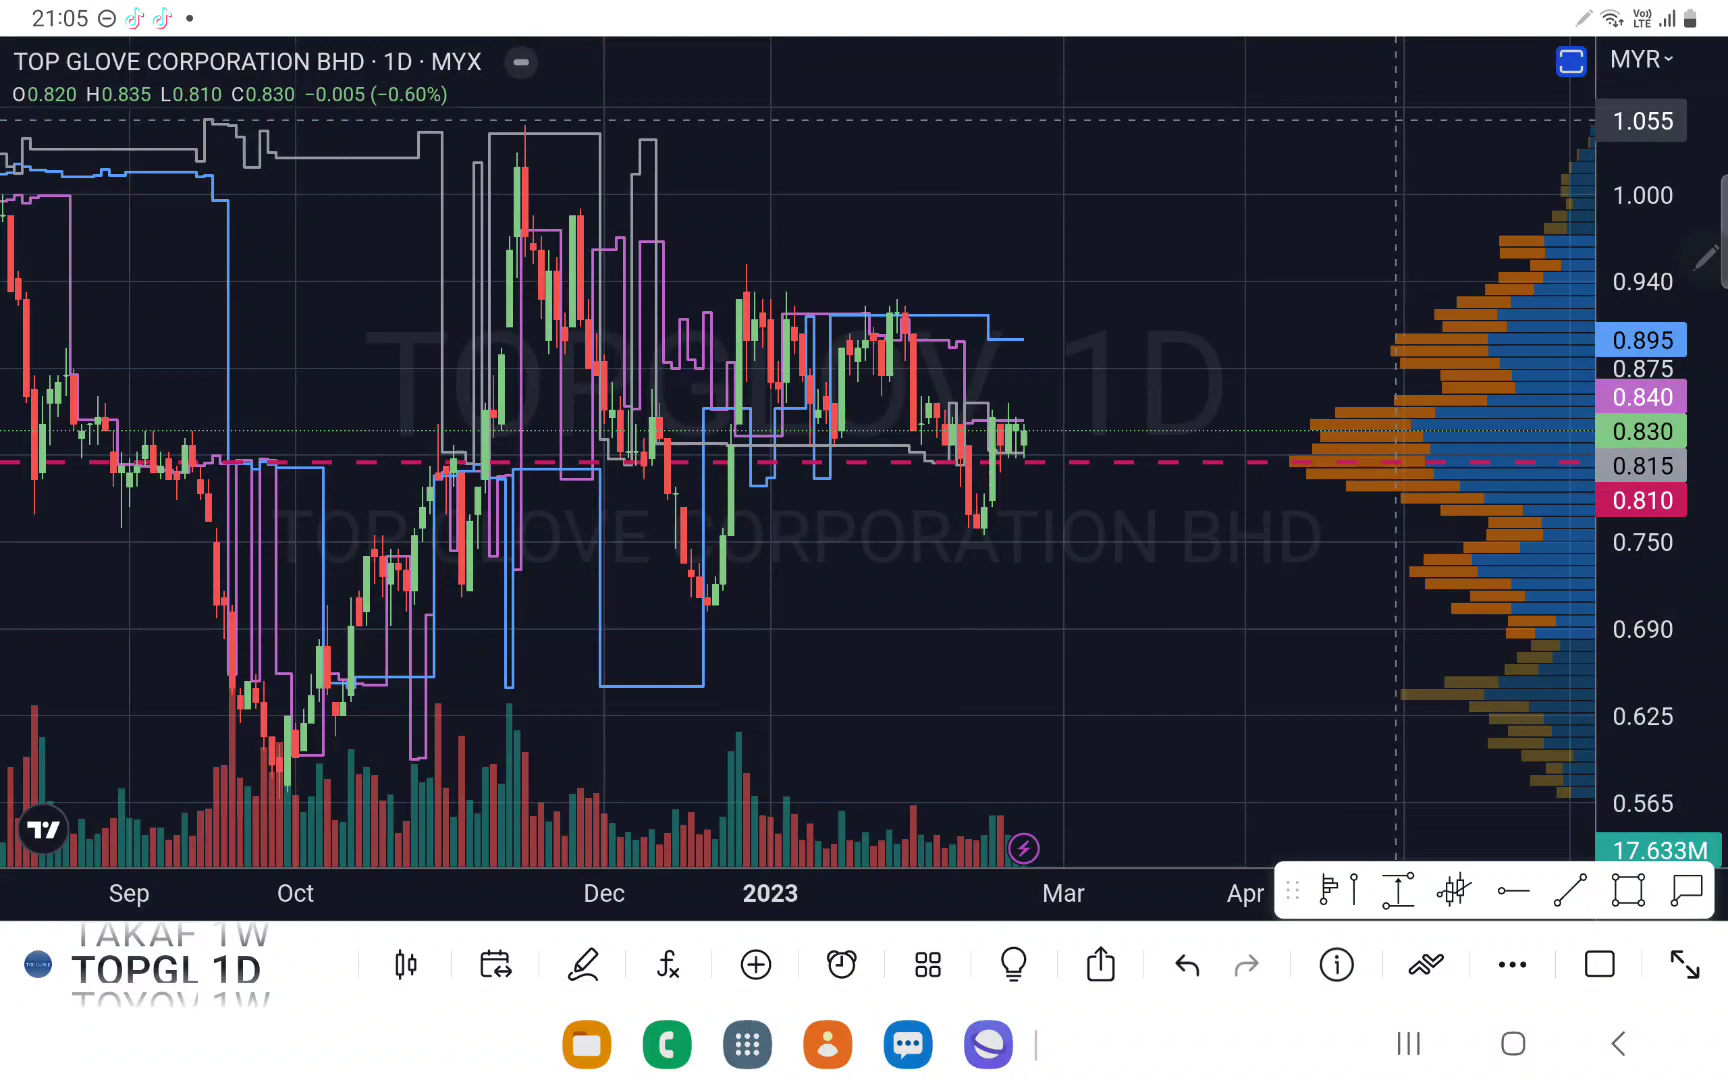 21:05
Vo)) LTE
TOP GLOVE CORPORATION BHD · 1D · MYX
MYR
O0.820 H0.835 L0.810 C0.830 −0.005 (−0.60%)
1.055
1.000
0.940
0.895
0.875
0.840
0.830
0.815
0.810
0.750
0.690
0.625
0.565
17.633M
TOPGLOV 1D
TOP GLOVE CORPORATION BHD
Sep Oct Dec 2023 Mar Apr
TAKAF 1W
TOPGL 1D
TOYOV 1W